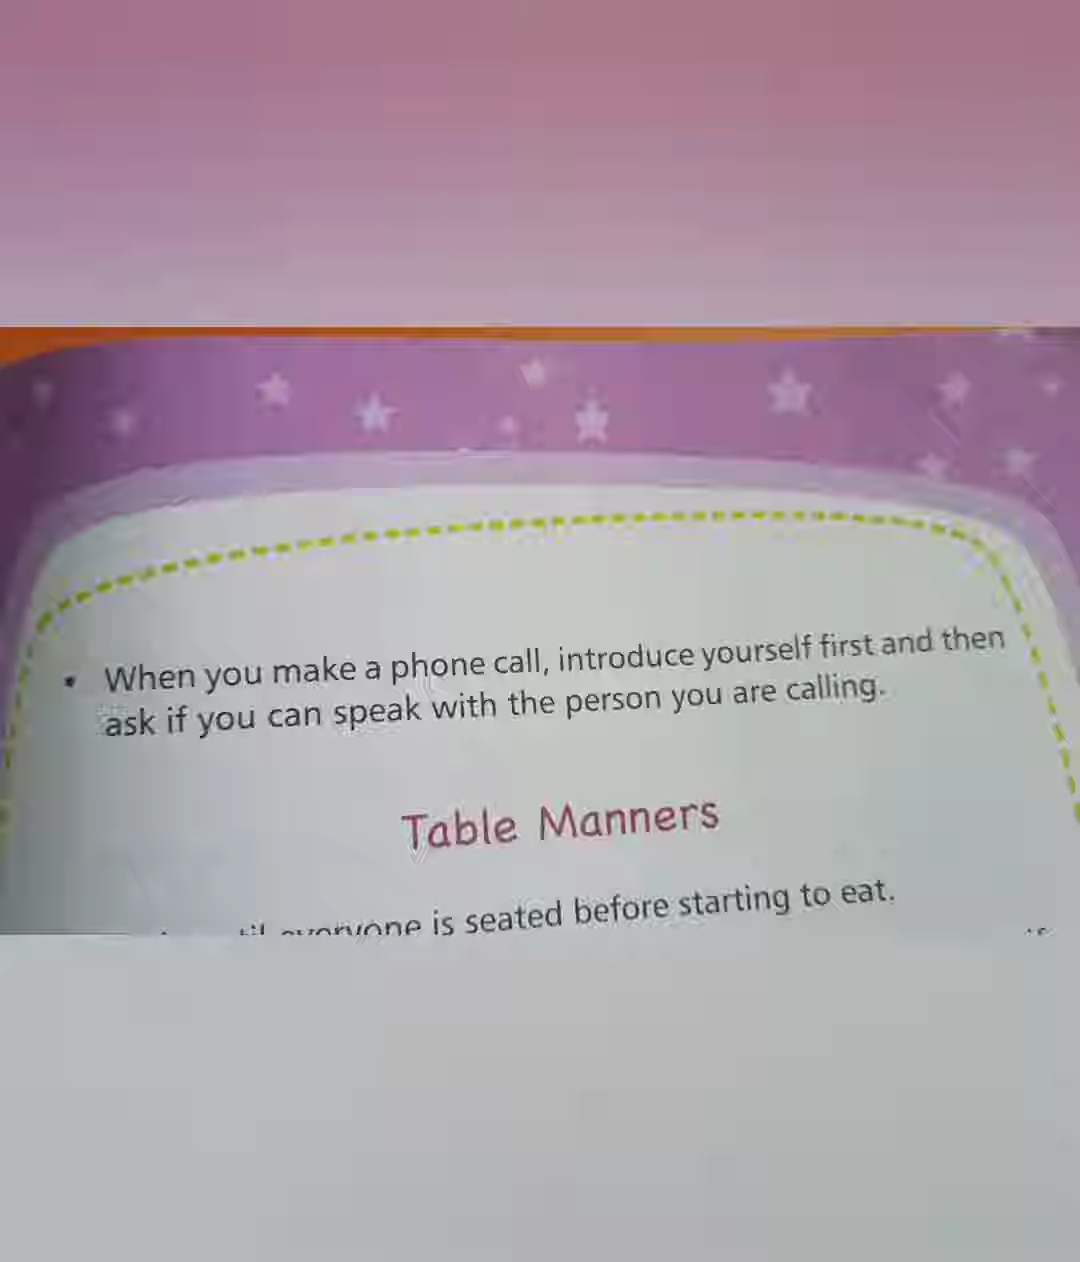 • When you make a phone call, introduce yourself first and then
ask if you can speak with the person you are calling.
Table Manners
everyone is seated before starting to eat.